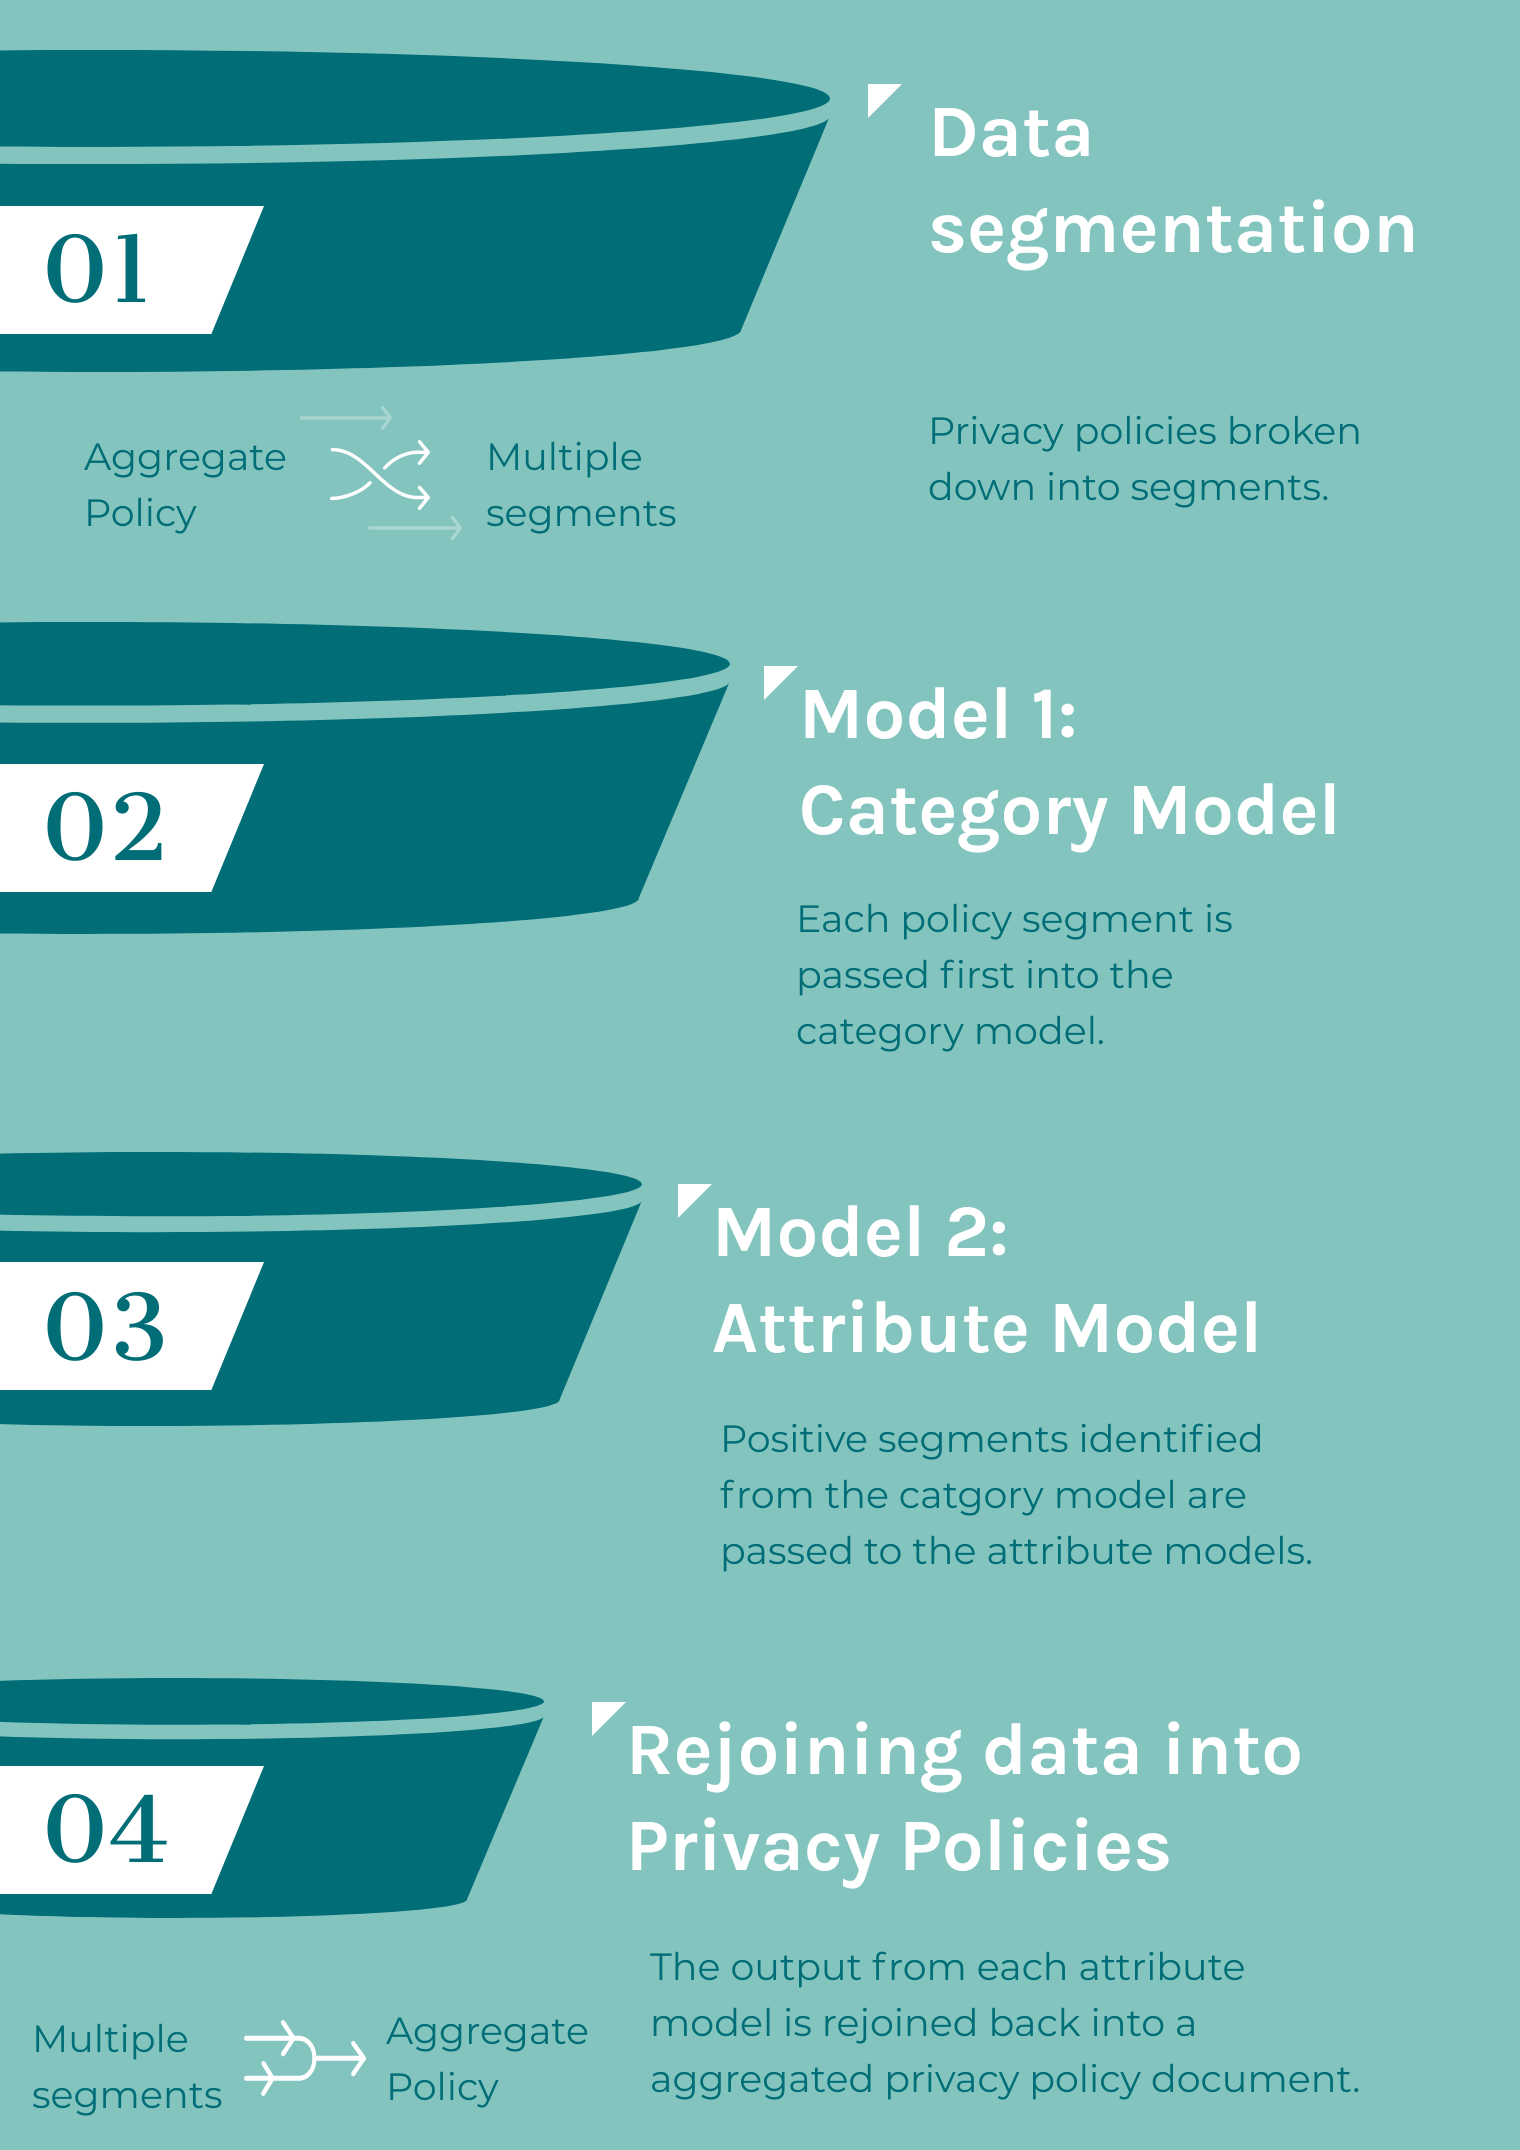 01
Data
segmentation
Aggregate
Policy
Multiple
segments
Privacy policies broken
down into segments.
02
Model 1:
Category Model
Each policy segment is
passed first into the
category model.
03
Model 2:
Attribute Model
Positive segments identified
from the catgory model are
passed to the attribute models.
04
Rejoining data into
Privacy Policies
Multiple
segments
Aggregate
Policy
The output from each attribute
model is rejoined back into a
aggregated privacy policy document.